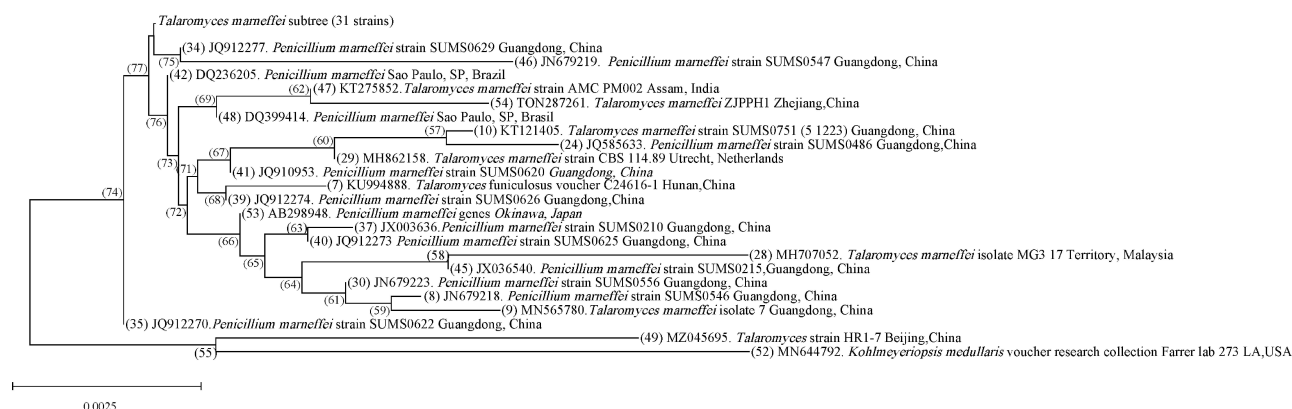 Talaromyces marneffei subtree (31 strains)
(34) JQ912277. Penicillium marneffei strain SUMS0629 Guangdong, China
(75)
(46) JN679219. Penicillium marneffei strain SUMS0547 Guangdong, China
(77)
(42) DQ236205. Penicillium marneffei Sao Paulo, SP, Brazil
(62)
(47) KT275852. Talaromyces marneffei strain AMC PM002 Assam, India
(69)
(54) TON287261. Talaromyces marneffei ZJPPH1 Zhejiang,China
(76)
(48) DQ399414. Penicillium marneffei Sao Paulo, SP, Brasil
(57)
(10) KT121405. Talaromyces marneffei strain SUMS0751 (5 1223) Guangdong, China
(60)
(24) JQ585633. Penicillium marneffei strain SUMS0486 Guangdong,China
(67)
(29) MH862158. Talaromyces marneffei strain CBS 114.89 Utrecht, Netherlands
(73)
(71)
(41) JQ910953. Penicillium marneffei strain SUMS0620 Guangdong, China
(7) KU994888. Talaromyces funiculosus voucher C24616-1 Hunan,China
(74)
(68)
(39) JQ912274. Penicillium marneffei strain SUMS0626 Guangdong,China
(72)
(53) AB298948. Penicillium marneffei genes Okinawa, Japan
(63)
(37) JX003636.Penicillium marneffei strain SUMS0210 Guangdong, China
(66)
(40) JQ912273 Penicillium marneffei strain SUMS0625 Guangdong, China
(58)
(28) MH707052. Talaromyces marneffei isolate MG3 17 Territory, Malaysia
(65)
(45) JX036540. Penicillium marneffei strain SUMS0215,Guangdong, China
(64)
(30) JN679223. Penicillium marneffei strain SUMS0556 Guangdong, China
(61)
(8) JN679218. Penicillium marneffei strain SUMS0546 Guangdong, China
(59)
(9) MN565780.Talaromyces marneffei isolate 7 Guangdong, China
(35) JQ912270.Penicillium marneffei strain SUMS0622 Guangdong, China
(49) MZ045695. Talaromyces strain HR1-7 Beijing,China
(55)
(52) MN644792. Kohlmeyeriopsis medullaris voucher research collection Farrer lab 273 LA,USA
0.0025